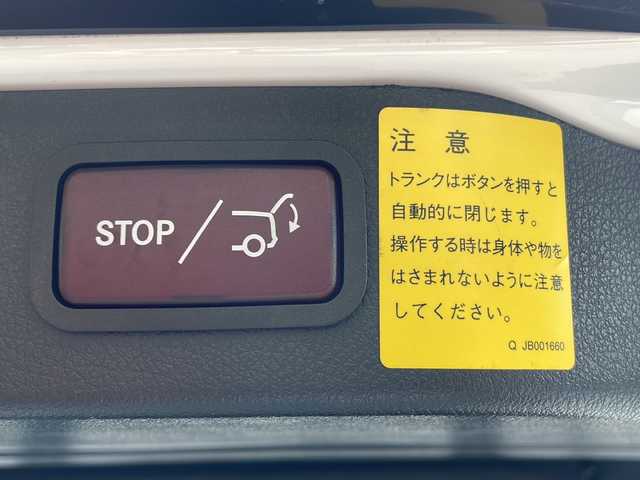 STOP
注意
トランクはボタンを押すと
自動的に閉じます。
操作する時は身体や物を
はさまれないように注意
してください。
Q JB001660